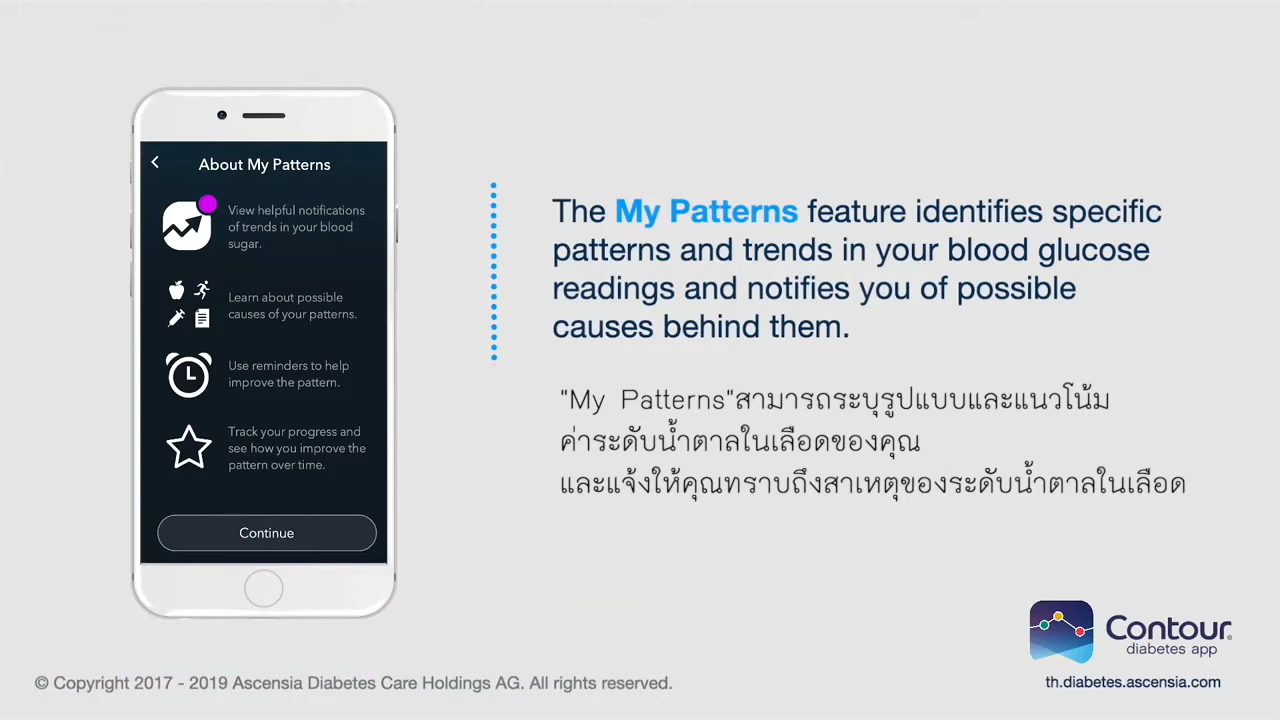 About My Patterns
View helpful notifications
of trends in your blood
sugar.
Learn about possible
causes of your patterns.
Use reminders to help
improve the pattern.
Track your progress and
see how you improve the
pattern over time.
Continue
The My Patterns feature identifies specific
patterns and trends in your blood glucose
readings and notifies you of possible
causes behind them.
"My Patterns"สามารถระบุรูปแบบและแนวโน้ม
ค่าระดับน้ำตาลในเลือดของคุณ
และแจ้งให้คุณทราบถึงสาเหตุของระดับน้ำตาลในเลือด
Contour®
diabetes app
th.diabetes.ascensia.com
© Copyright 2017 - 2019 Ascensia Diabetes Care Holdings AG. All rights reserved.